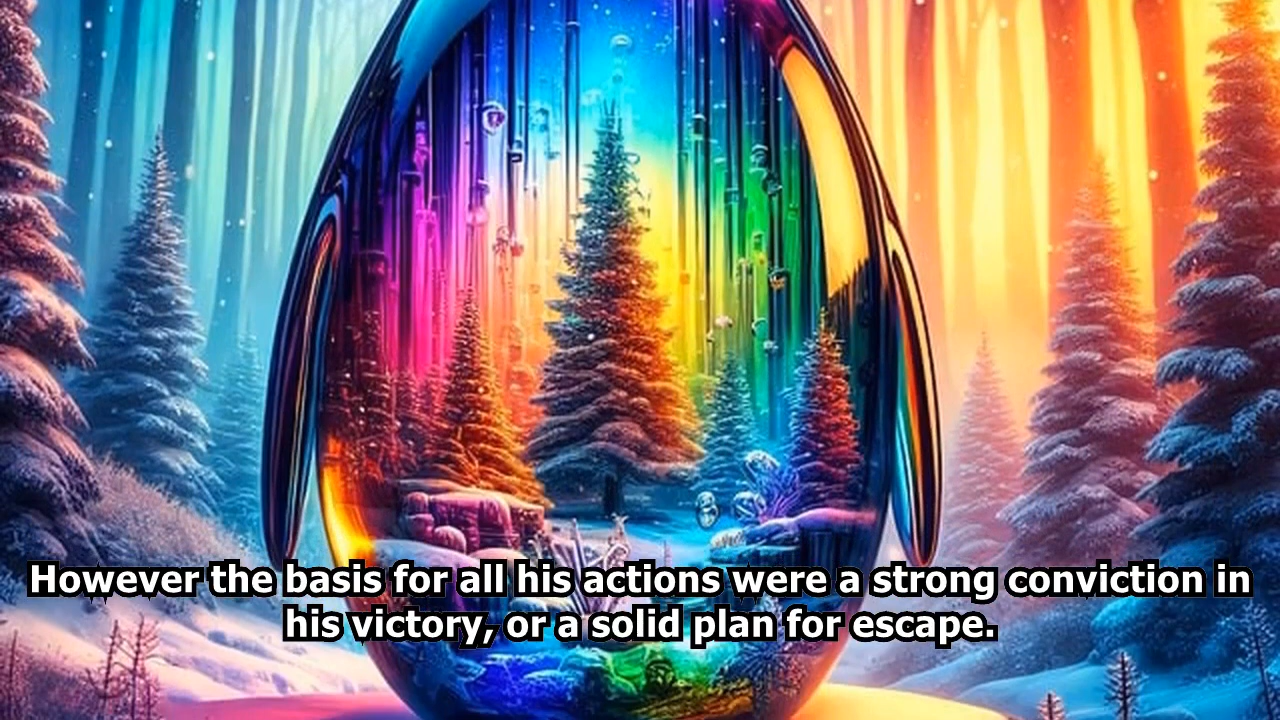 However the basis for all his actions were a strong conviction in
his victory, or a solid plan for escape.